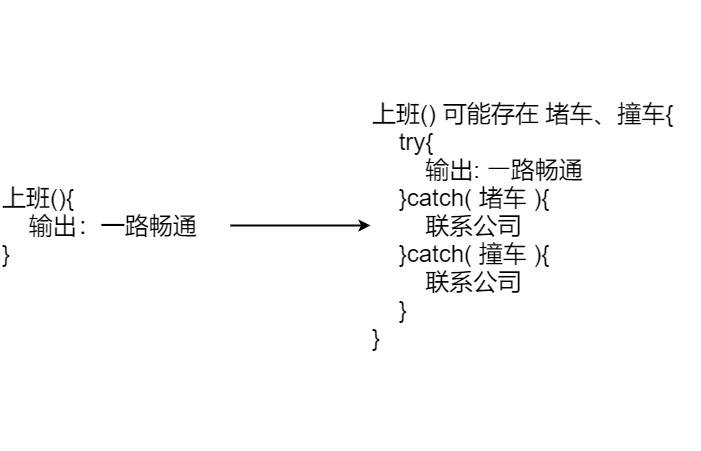 上班(){
输出：一路畅通
}
上班() 可能存在 堵车、撞车{
try{
输出: 一路畅通
}catch( 堵车 ){
联系公司
}catch( 撞车 ){
联系公司
}
}